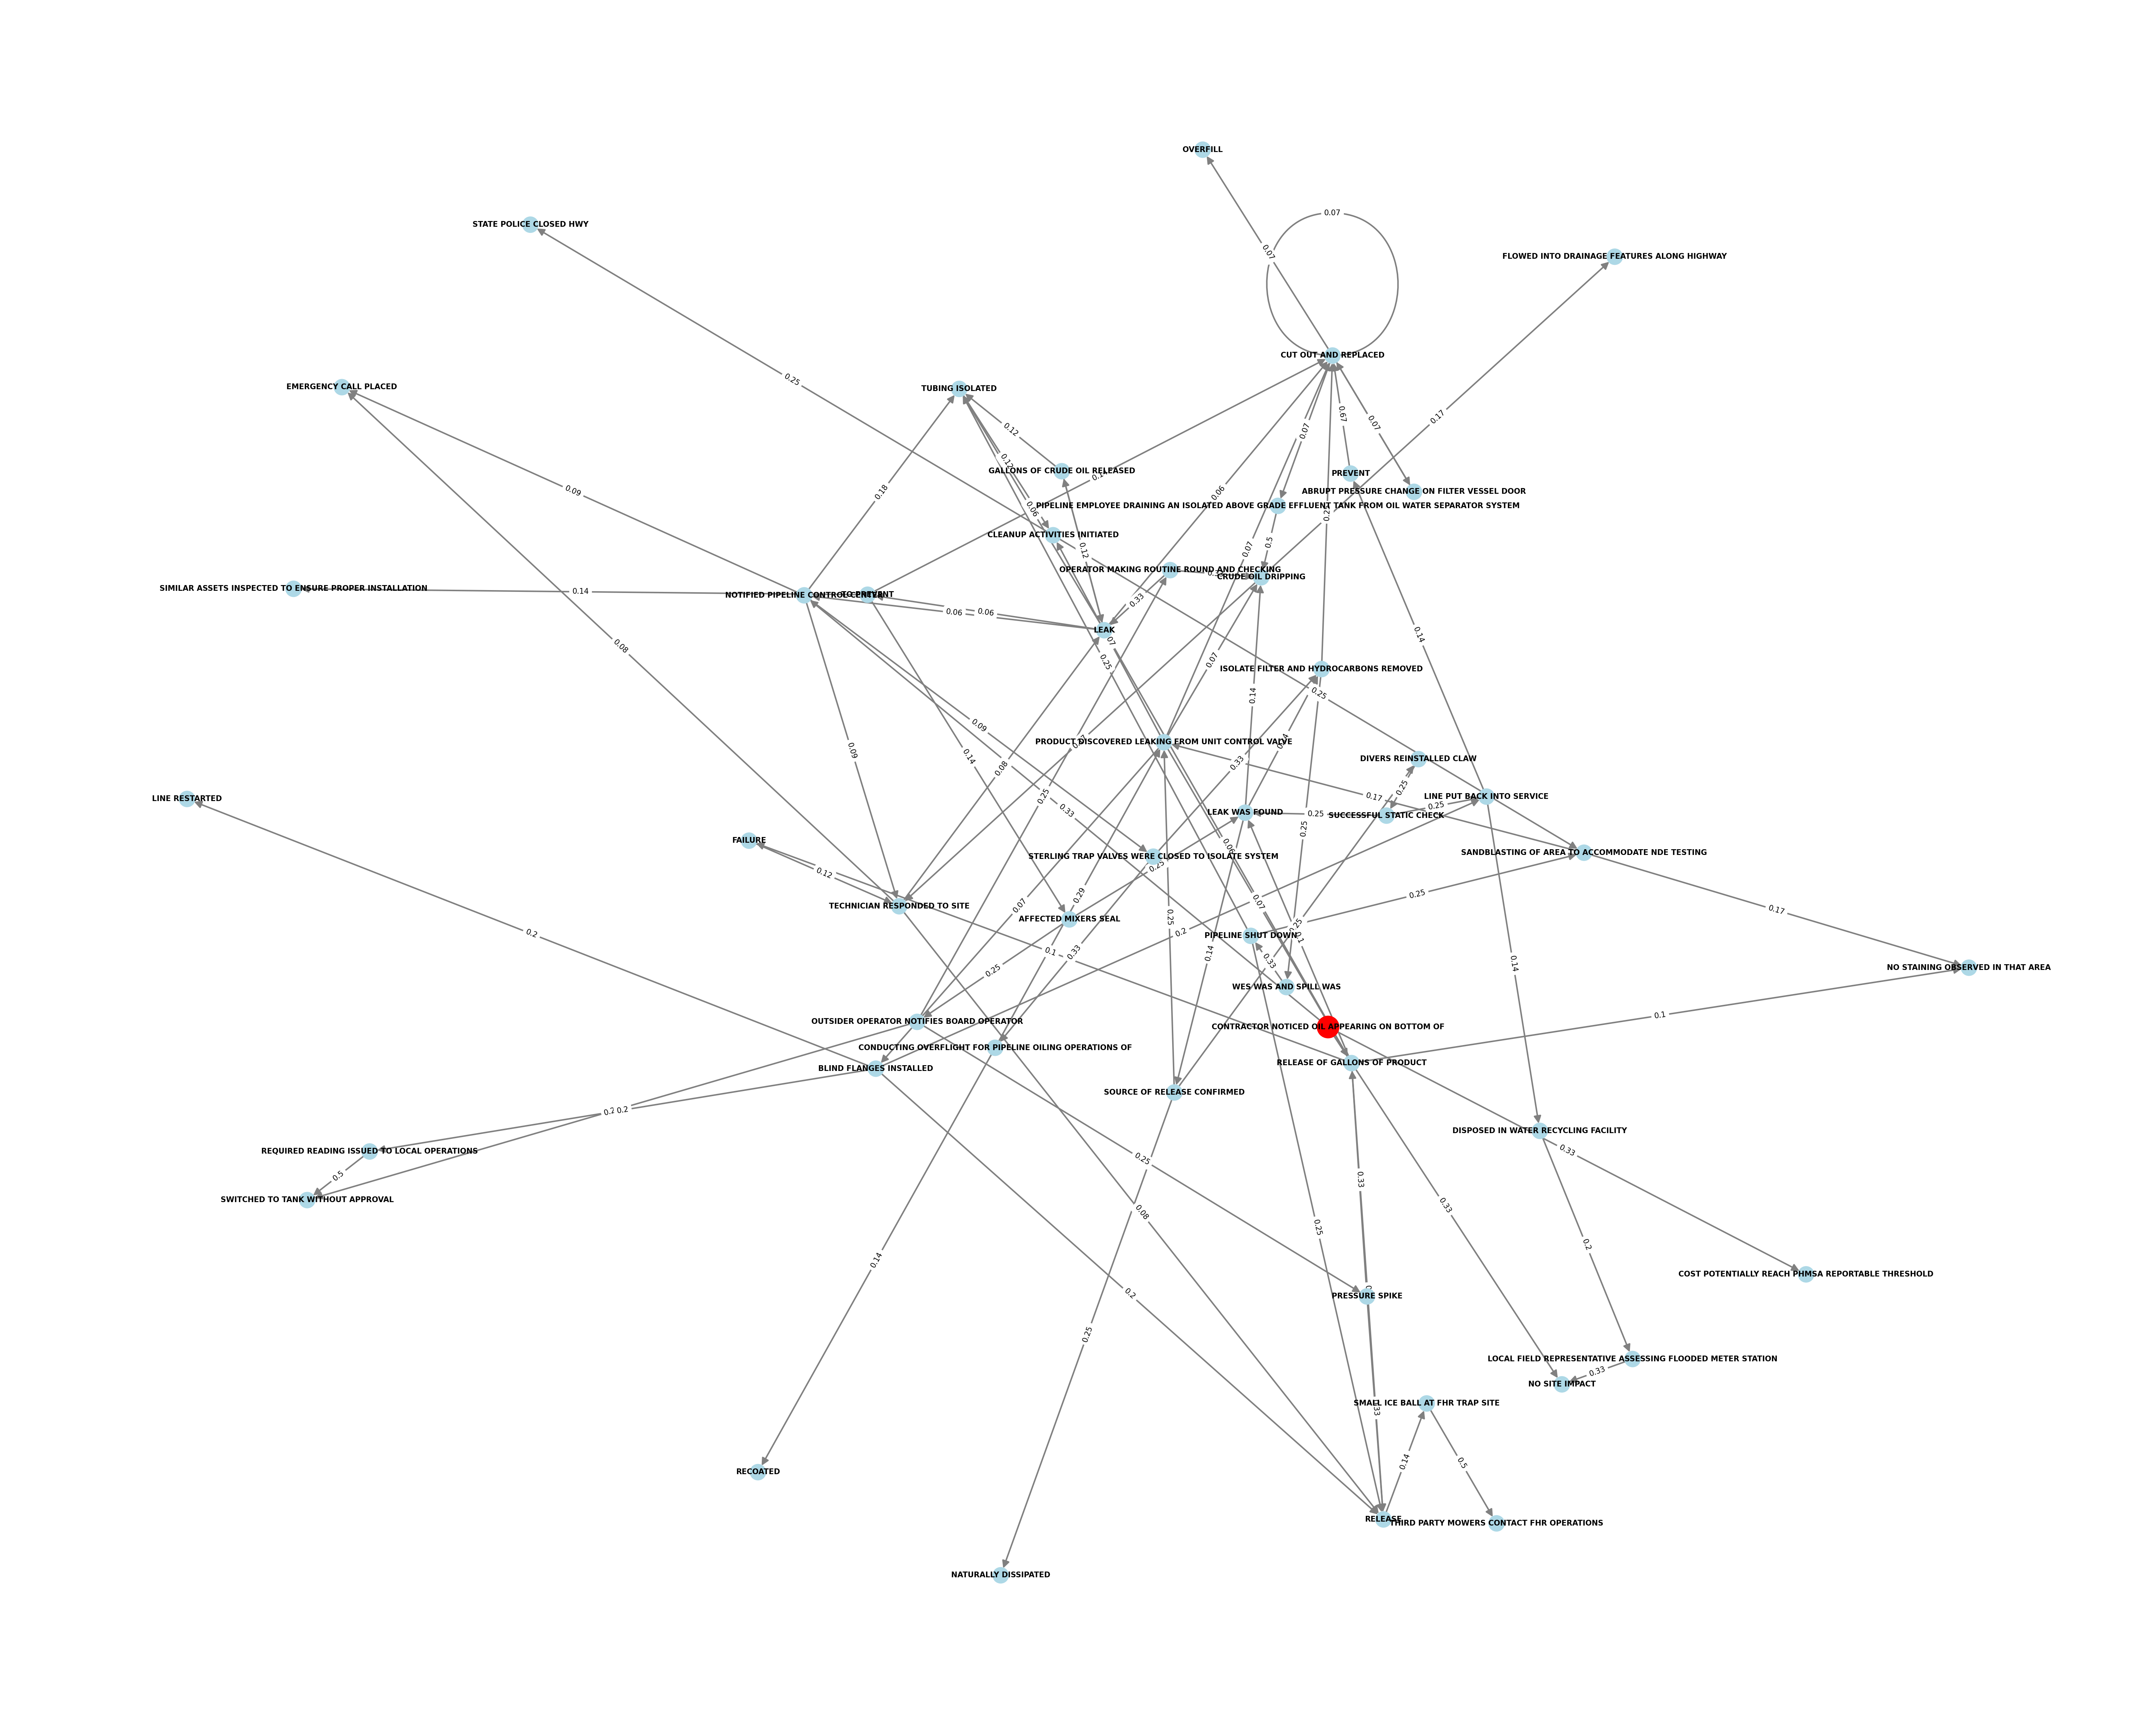 OVERFILL
0.07
STATE POLICE CLOSED HWY
0.07
FLOWED INTO DRAINAGE FEATURES ALONG HIGHWAY
CUT OUT AND REPLACED
0.25
EMERGENCY CALL PLACED
TUBING ISOLATED
0.67
0.07
0.07
0.17
0.12
GALLONS OF CRUDE OIL RELEASED
PREVENT
0.09
0.18
0.06
ABRUPT PRESSURE CHANGE ON FILTER VESSEL DOOR
PIPELINE EMPLOYEE DRAINING AN ISOLATED ABOVE GRADE EFFLUENT TANK FROM OIL WATER SEPARATOR SYSTEM
0.06
CLEANUP ACTIVITIES INITIATED
0.5
0.12
0.07
OPERATOR MAKING ROUTINE ROUND AND CHECKING
CRUDE OIL DRIPPING
SIMILAR ASSETS INSPECTED TO ENSURE PROPER INSTALLATION
0.14
NOTIFIED PIPELINE CONTROL CENTER
TO PREVENT
0.33
0.06
0.06
LEAK
0.14
0.08
0.25
0.07
ISOLATE FILTER AND HYDROCARBONS REMOVED
0.25
0.14
0.09
PRODUCT DISCOVERED LEAKING FROM UNIT CONTROL VALVE
0.09
0.14
0.08
0.33
DIVERS REINSTALLED CLAW
0.25
LINE RESTARTED
0.25
0.17
LINE PUT BACK INTO SERVICE
0.33
LEAK WAS FOUND
0.25
0.25
SUCCESSFUL STATIC CHECK
0.25
FAILURE
0.06
SANDBLASTING OF AREA TO ACCOMMODATE NDE TESTING
STERLING TRAP VALVES WERE CLOSED TO ISOLATE SYSTEM
0.12
0.29
0.25
0.07
TECHNICIAN RESPONDED TO SITE
0.07
0.17
AFFECTED MIXERS SEAL
0.25
0.2
0.2
PIPELINE SHUT DOWN
0.1
0.33
0.14
0.33
0.14
0.25
NO STAINING OBSERVED IN THAT AREA
WES WAS AND SPILL WAS
0.1
OUTSIDER OPERATOR NOTIFIES BOARD OPERATOR
CONTRACTOR NOTICED OIL APPEARING ON BOTTOM OF
CONDUCTING OVERFLIGHT FOR PIPELINE OILING OPERATIONS OF
RELEASE OF GALLONS OF PRODUCT
BLIND FLANGES INSTALLED
SOURCE OF RELEASE CONFIRMED
0.2
DISPOSED IN WATER RECYCLING FACILITY
REQUIRED READING ISSUED TO LOCAL OPERATIONS
0.33
0.25
0.5
0.33
SWITCHED TO TANK WITHOUT APPROVAL
0.33
0.08
0.25
0.2
0.14
COST POTENTIALLY REACH PHMSA REPORTABLE THRESHOLD
0.2
PRESSURE SPIKE
0.25
LOCAL FIELD REPRESENTATIVE ASSESSING FLOODED METER STATION
0.33
NO SITE IMPACT
SMALL ICE BALL AT FHR TRAP SITE
0.14
0.5
RECOATED
RELEASE
THIRD PARTY MOWERS CONTACT FHR OPERATIONS
NATURALLY DISSIPATED